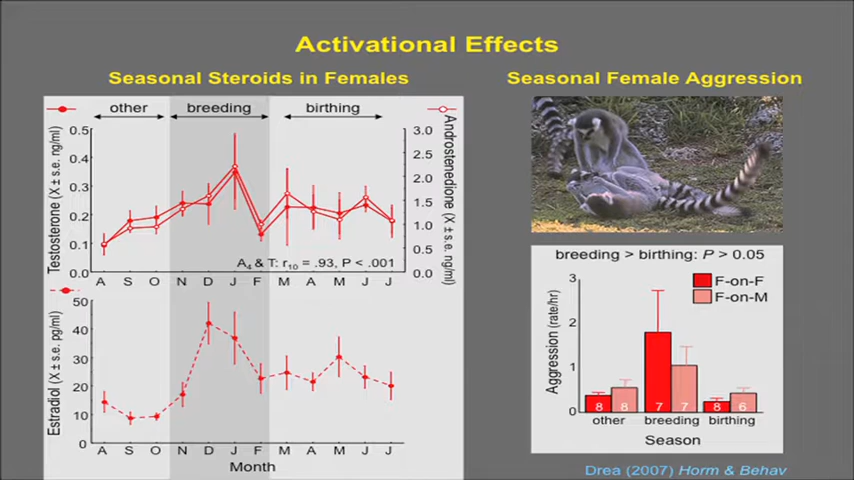 Activational Effects
Seasonal Steroids in Females
Seasonal Female Aggression
other breeding birthing
Testosterone (X ± s.e. ng/ml)
0.5
0.4
0.3
0.2
0.1
0.0
Androstenedione (X ± s.e. ng/ml)
3.0
2.5
2.0
1.5
1.0
0.5
0.0
A4 & T: r10 = .93, P < .001
A S O N D J F M A M J J
Estradiol (X ± s.e. pg/ml)
50
40
30
20
10
0
A S O N D J F M A M J J
Month
breeding > birthing: P > 0.05
F-on-F
F-on-M
Aggression (rate/hr)
3
2
1
0
8 8 7 7 8 6
other breeding birthing
Season
Drea (2007) Horm & Behav